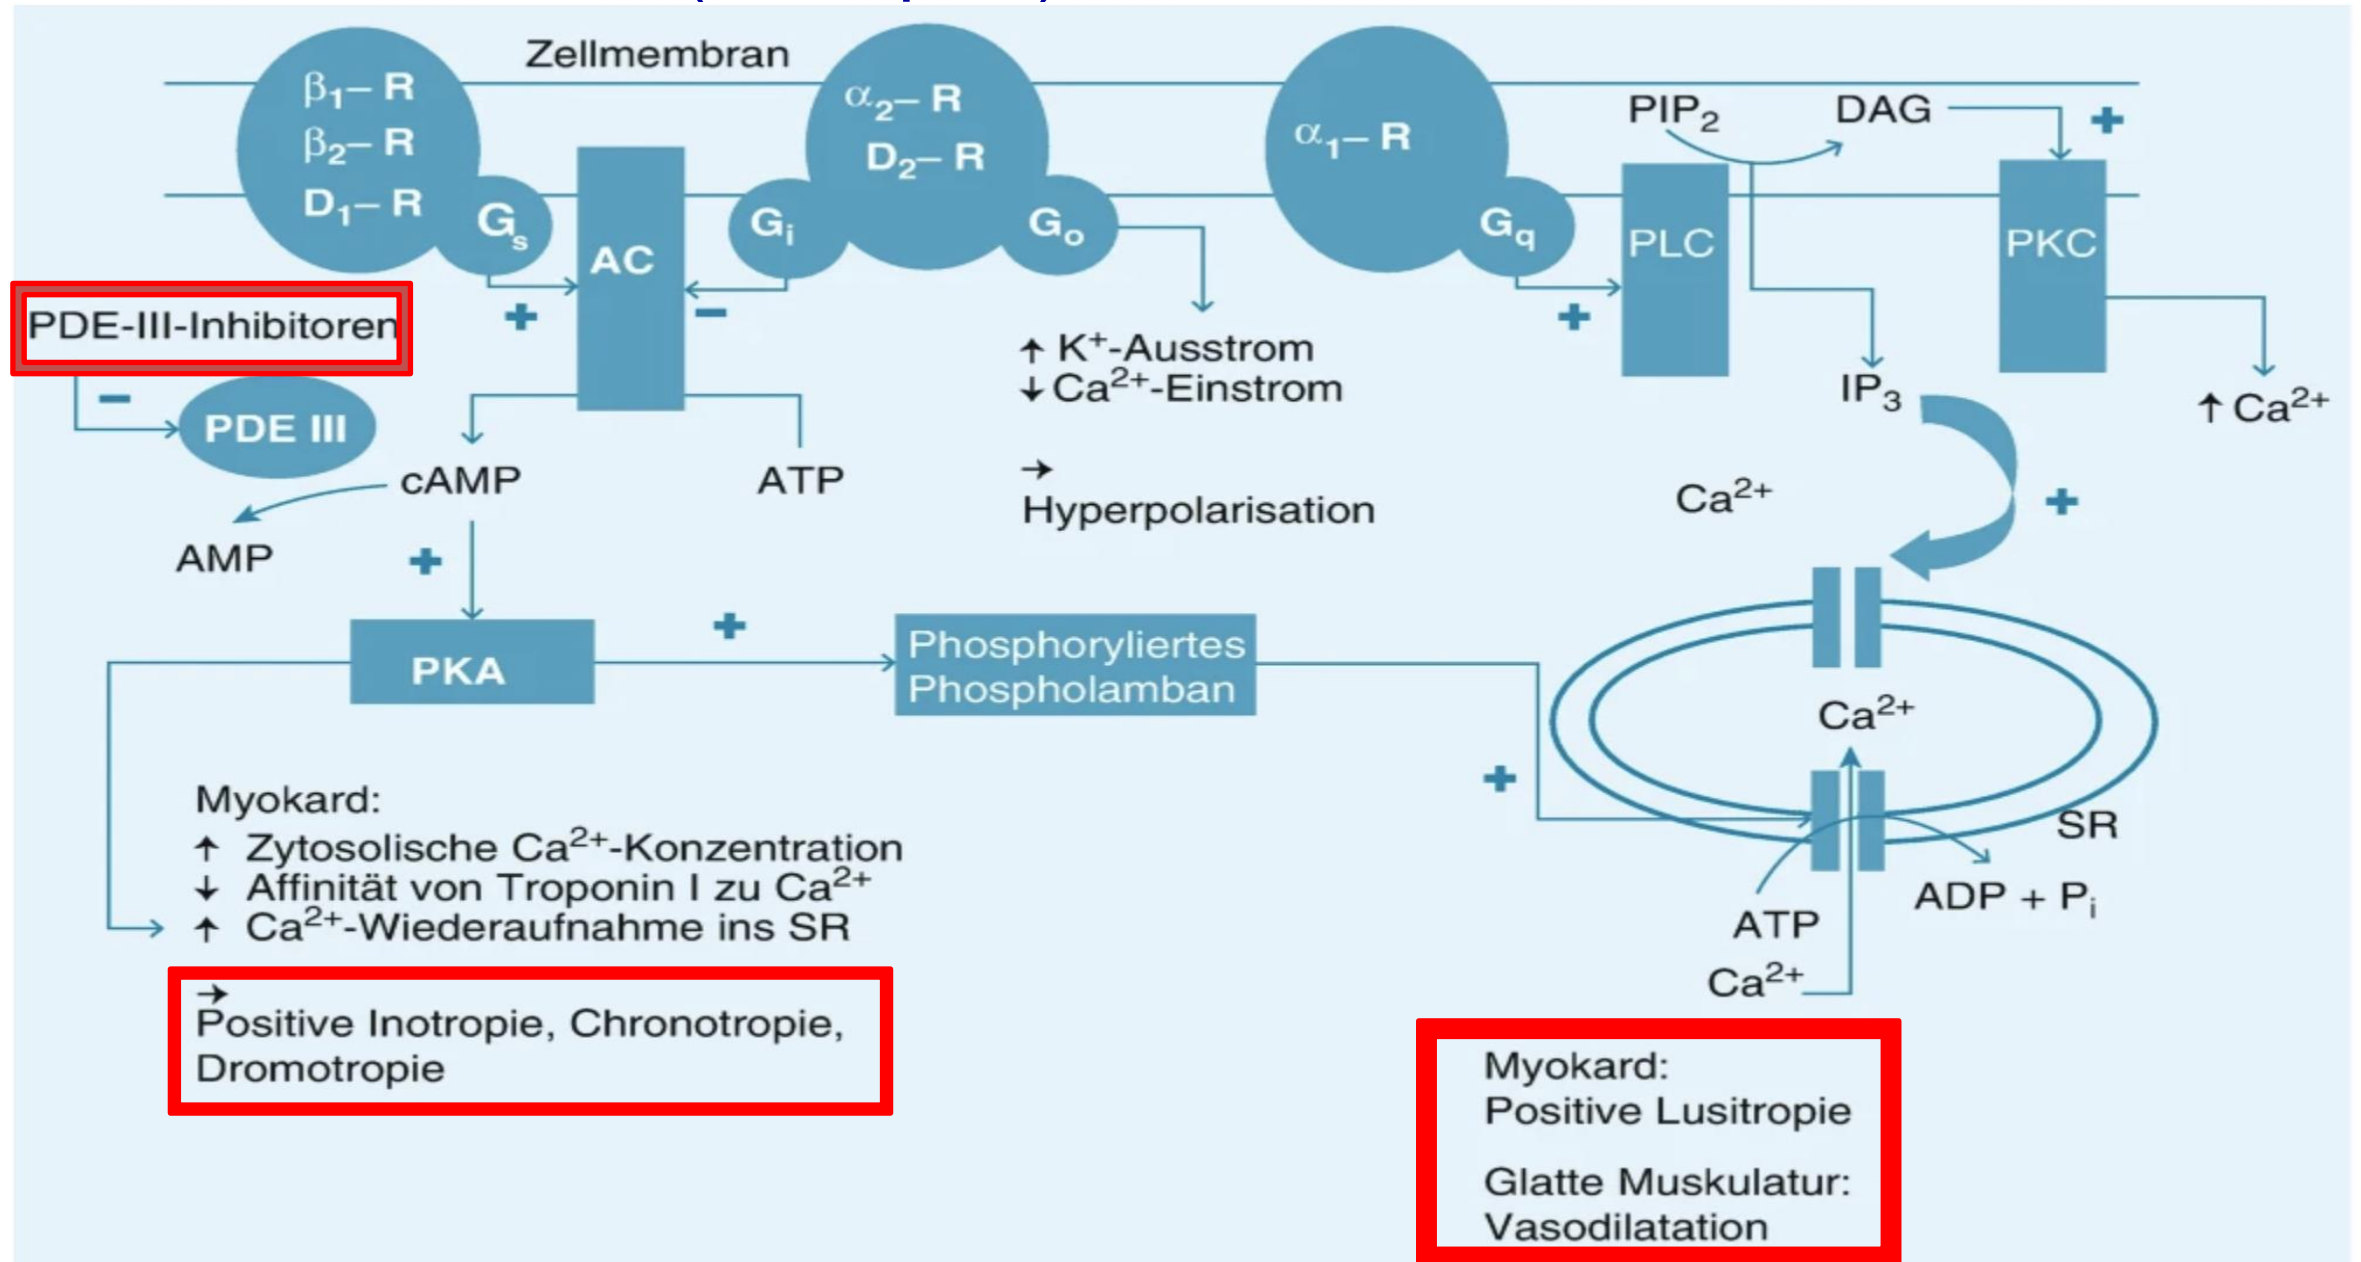 Zellmembran
β₁– R
β₂– R
D₁– R
Gₛ
AC
Gᵢ
α₂– R
D₂– R
Gₒ
α₁– R
G_q
PIP₂
DAG
+
PLC
PKC
PDE-III-Inhibitoren
+
–
+
↑ K⁺-Ausstrom
↓ Ca²⁺-Einstrom
→
Hyperpolarisation
IP₃
↑ Ca²⁺
–
PDE III
cAMP
ATP
AMP
+
Ca²⁺
+
PKA
+
Phosphoryliertes
Phospholamban
Ca²⁺
+
SR
ATP
ADP + Pᵢ
Ca²⁺
Myokard:
↑ Zytosolische Ca²⁺-Konzentration
↓ Affinität von Troponin I zu Ca²⁺
↑ Ca²⁺-Wiederaufnahme ins SR
→
Positive Inotropie, Chronotropie,
Dromotropie
Myokard:
Positive Lusitropie
Glatte Muskulatur:
Vasodilatation